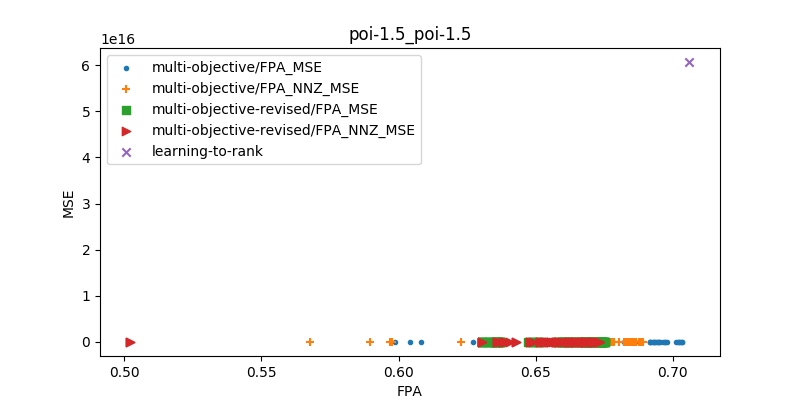 poi-1.5_poi-1.5
1e16
multi-objective/FPA_MSE
multi-objective/FPA_NNZ_MSE
multi-objective-revised/FPA_MSE
multi-objective-revised/FPA_NNZ_MSE
learning-to-rank
6
5
4
3
2
1
0
MSE
0.50 0.55 0.60 0.65 0.70
FPA